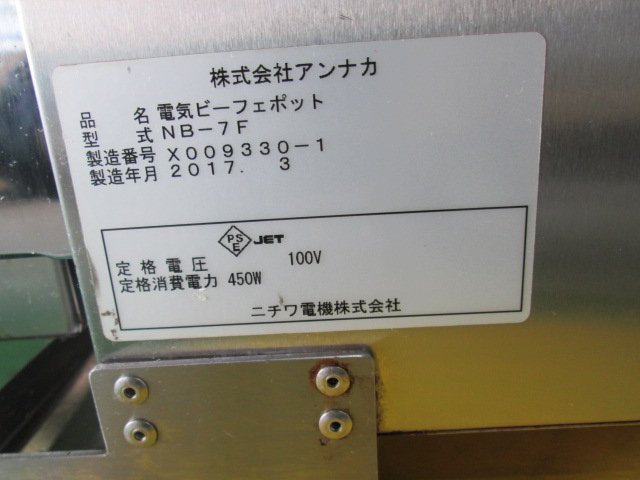 株式会社アンナカ
品 名 電気ビーフェポット
型 式 NB-7F
製造番号 X009330-1
製造年月 2017. 3
PS
E JET
定格電圧 100V
定格消費電力 450W
ニチワ電機株式会社